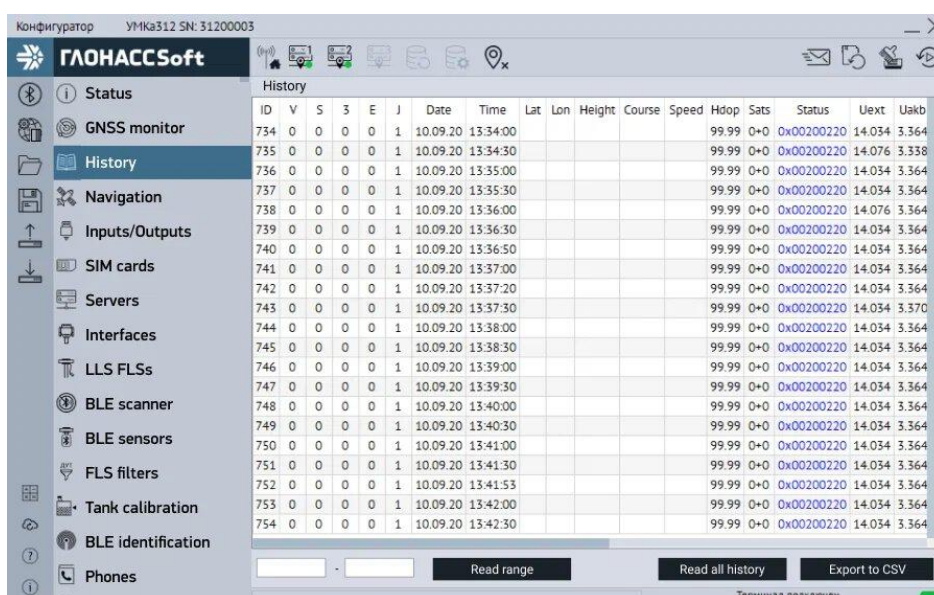 Конфигуратор УМКа312 SN: 31200003
ГЛОНАССSoft
1 2
Status
GNSS monitor
History
Navigation
Inputs/Outputs
SIM cards
Servers
Interfaces
LLS FLSs
BLE scanner
BLE sensors
FLS filters
Tank calibration
BLE identification
Phones
History
ID V S 3 E J Date Time Lat Lon Height Course Speed Hdop Sats Status Uext Uakb
734 0 0 0 0 1 10.09.20 13:34:00 99.99 0+0 0x00200220 14.034 3.364
735 0 0 0 0 1 10.09.20 13:34:30 99.99 0+0 0x00200220 14.076 3.338
736 0 0 0 0 1 10.09.20 13:35:00 99.99 0+0 0x00200220 14.034 3.364
737 0 0 0 0 1 10.09.20 13:35:30 99.99 0+0 0x00200220 14.034 3.364
738 0 0 0 0 1 10.09.20 13:36:00 99.99 0+0 0x00200220 14.076 3.364
739 0 0 0 0 1 10.09.20 13:36:30 99.99 0+0 0x00200220 14.034 3.364
740 0 0 0 0 1 10.09.20 13:36:50 99.99 0+0 0x00200220 14.034 3.364
741 0 0 0 0 1 10.09.20 13:37:00 99.99 0+0 0x00200220 14.034 3.364
742 0 0 0 0 1 10.09.20 13:37:20 99.99 0+0 0x00200220 14.034 3.364
743 0 0 0 0 1 10.09.20 13:37:30 99.99 0+0 0x00200220 14.034 3.370
744 0 0 0 0 1 10.09.20 13:38:00 99.99 0+0 0x00200220 14.034 3.364
745 0 0 0 0 1 10.09.20 13:38:30 99.99 0+0 0x00200220 14.034 3.364
746 0 0 0 0 1 10.09.20 13:39:00 99.99 0+0 0x00200220 14.034 3.364
747 0 0 0 0 1 10.09.20 13:39:30 99.99 0+0 0x00200220 14.034 3.364
748 0 0 0 0 1 10.09.20 13:40:00 99.99 0+0 0x00200220 14.034 3.364
749 0 0 0 0 1 10.09.20 13:40:30 99.99 0+0 0x00200220 14.034 3.364
750 0 0 0 0 1 10.09.20 13:41:00 99.99 0+0 0x00200220 14.034 3.364
751 0 0 0 0 1 10.09.20 13:41:30 99.99 0+0 0x00200220 14.034 3.364
752 0 0 0 0 1 10.09.20 13:41:53 99.99 0+0 0x00200220 14.034 3.364
753 0 0 0 0 1 10.09.20 13:42:00 99.99 0+0 0x00200220 14.034 3.364
754 0 0 0 0 1 10.09.20 13:42:30 99.99 0+0 0x00200220 14.034 3.364
- Read range Read all history Export to CSV